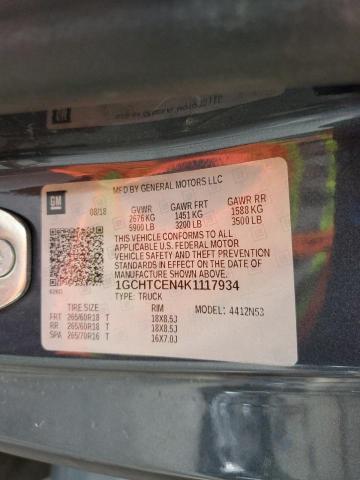 MFD BY GENERAL MOTORS LLC
GM
08/18 GVWR GAWR FRT GAWR RR
2676 KG 1451 KG 1588 KG
5900 LB 3200 LB 3500 LB
THIS VEHICLE CONFORMS TO ALL
APPLICABLE U.S. FEDERAL MOTOR
VEHICLE SAFETY AND BUMPER
AND THEFT PREVENTION
STANDARDS IN EFFECT ON THE DATE
OF MANUFACTURE SHOWN ABOVE.
1GCHTCEN4K1117934
TYPE: TRUCK
TIRE SIZE RIM MODEL: 4412N53
FRT 265/60R18 T 18X8.5J
RR 265/60R18 T 18X8.5J
SPA 265/70R16 T 16X7.0J